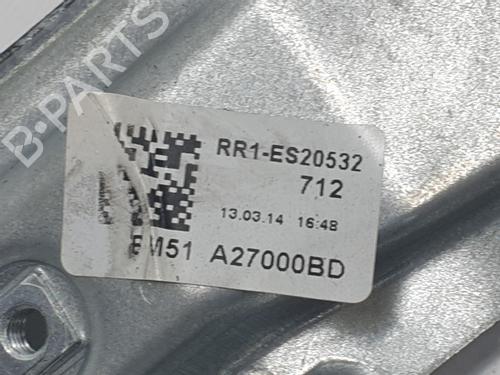 B-PARTS
RR1-ES20532
712
13.03.14 16:48
BM51 A27000BD